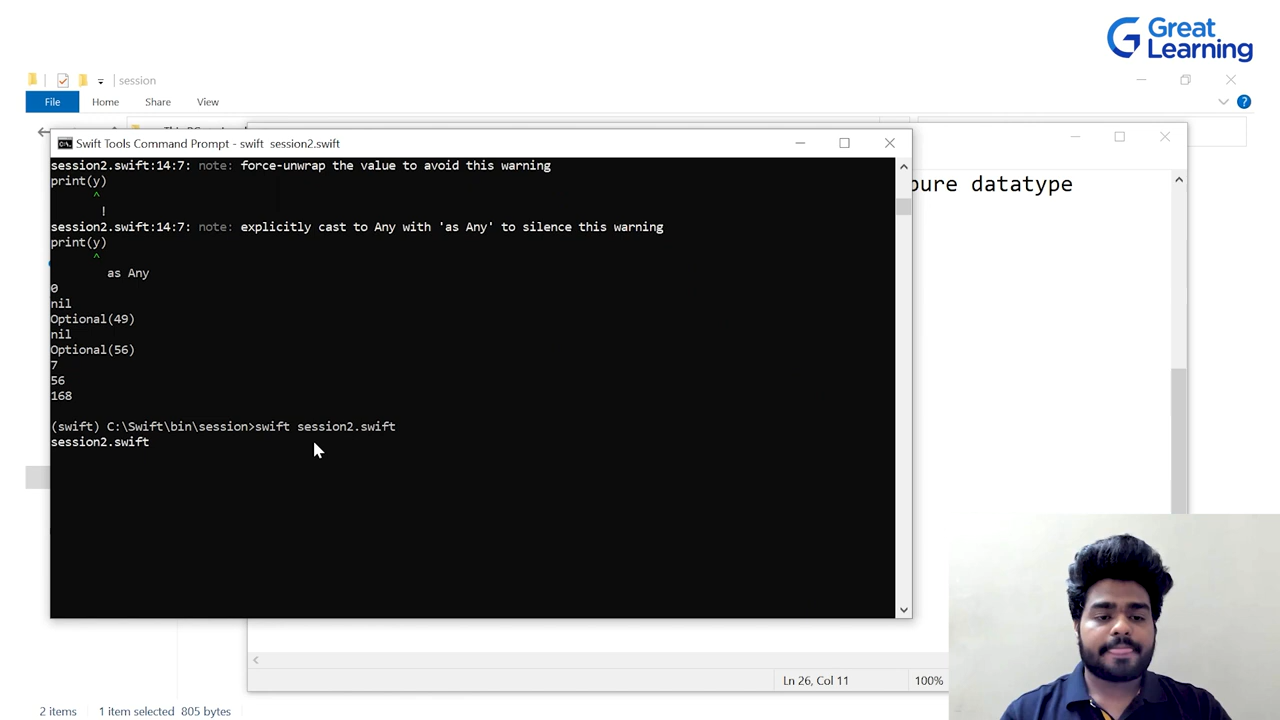 Great
Learning
session
File
Home
Share
View
Swift Tools Command Prompt - swift session2.swift
session2.swift:14:7: note: force-unwrap the value to avoid this warning
print(y)
^
!
session2.swift:14:7: note: explicitly cast to Any with 'as Any' to silence this warning
print(y)
^
as Any
0
nil
Optional(49)
nil
Optional(56)
7
56
168
(swift) C:\Swift\bin\session>swift session2.swift
session2.swift
pure datatype
Ln 26, Col 11
100%
2 items
1 item selected 805 bytes